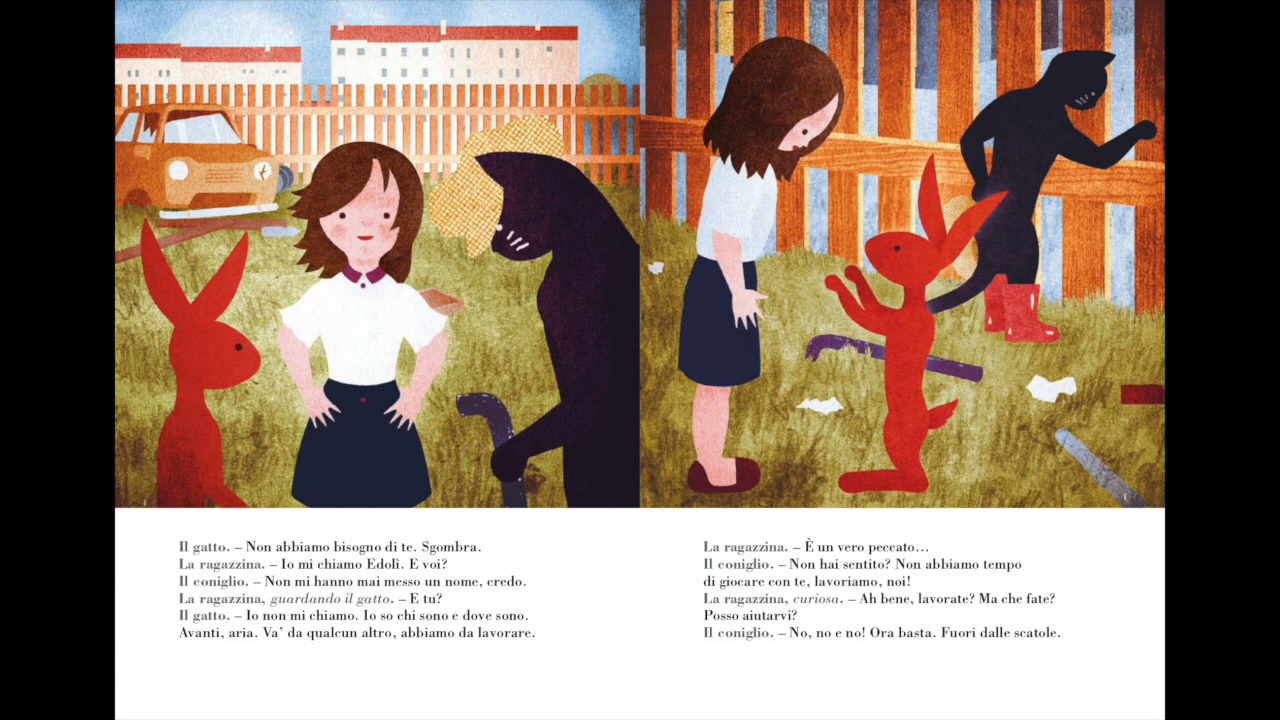 Il gatto. – Non abbiamo bisogno di te. Sgombra.
La ragazzina. – Io mi chiamo Edolì. E voi?
Il coniglio. – Non mi hanno mai messo un nome, credo.
La ragazzina, guardando il gatto. – E tu?
Il gatto. – Io non mi chiamo. Io so chi sono e dove sono.
Avanti, aria. Va’ da qualcun altro, abbiamo da lavorare.
La ragazzina. – È un vero peccato…
Il coniglio. – Non hai sentito? Non abbiamo tempo
di giocare con te, lavoriamo, noi!
La ragazzina, curiosa. – Ah bene, lavorate? Ma che fate?
Posso aiutarvi?
Il coniglio. – No, no e no! Ora basta. Fuori dalle scatole.